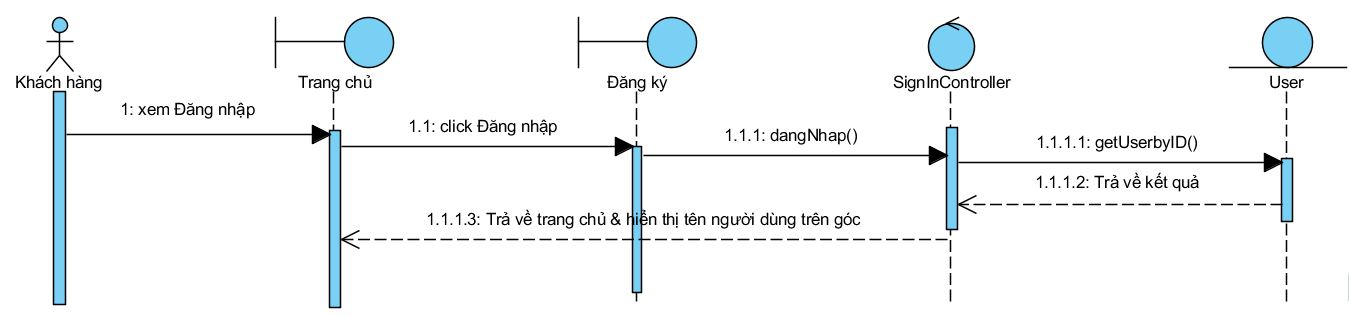 Khách hàng
Trang chủ
Đăng ký
SignInController
User
1: xem Đăng nhập
1.1: click Đăng nhập
1.1.1: dangNhap()
1.1.1.1: getUserbyID()
1.1.1.2: Trả về kết quả
1.1.1.3: Trả về trang chủ & hiển thị tên người dùng trên góc